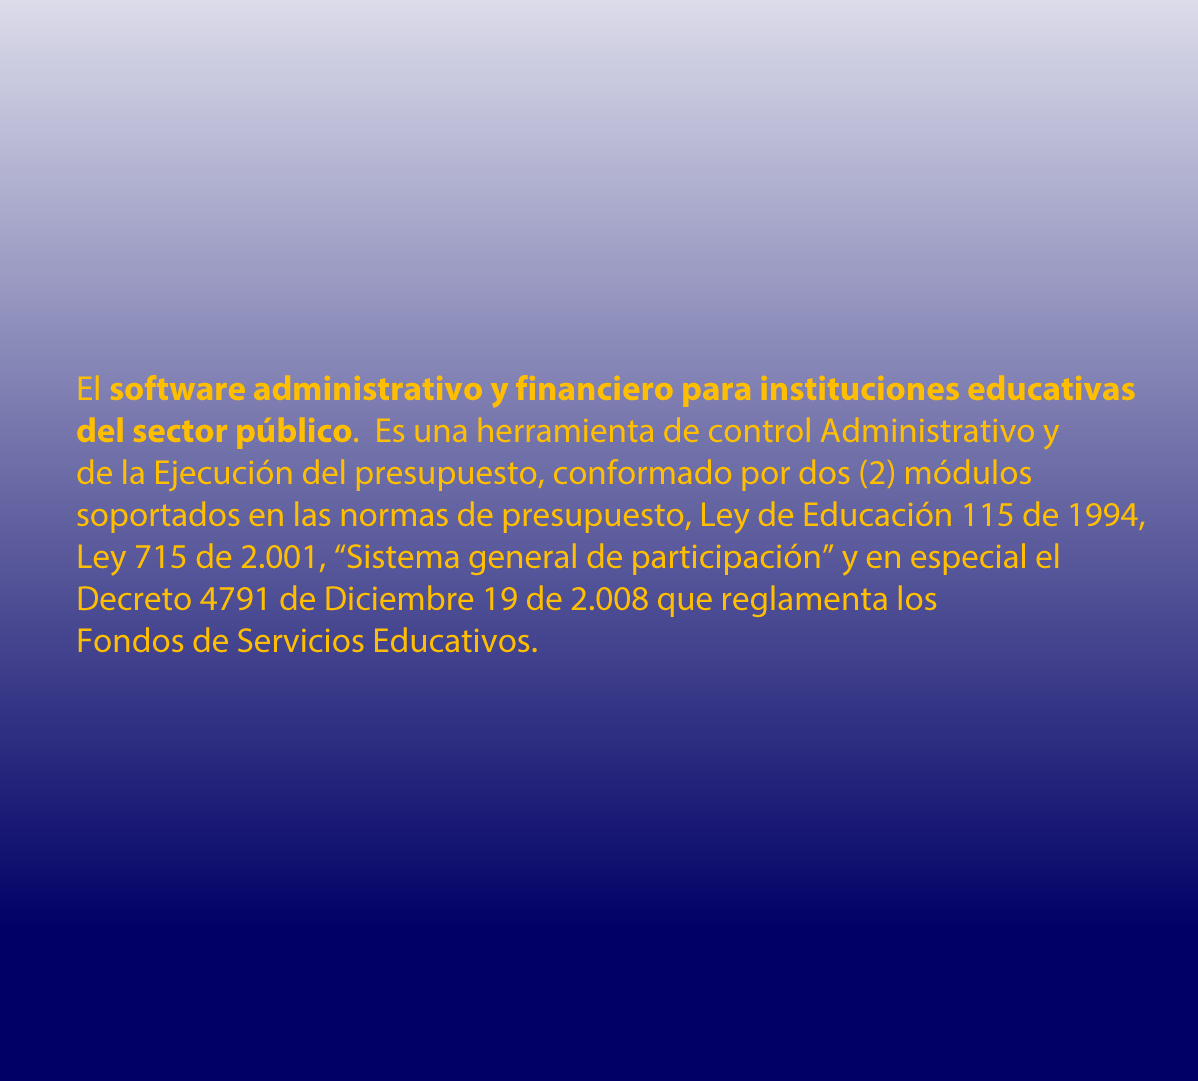 El software administrativo y financiero para instituciones educativas
del sector público.  Es una herramienta de control Administrativo y
de la Ejecución del presupuesto, conformado por dos (2) módulos
soportados en las normas de presupuesto, Ley de Educación 115 de 1994,
Ley 715 de 2.001, “Sistema general de participación” y en especial el
Decreto 4791 de Diciembre 19 de 2.008 que reglamenta los
Fondos de Servicios Educativos.